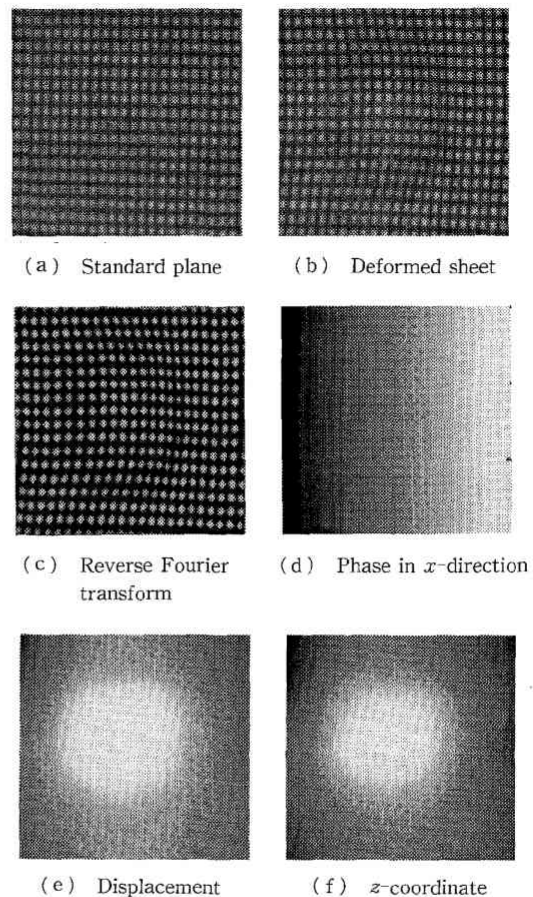 (a) Standard plane
(b) Deformed sheet
(c) Reverse Fourier
transform
(d) Phase in x-direction
(e) Displacement
(f) z-coordinate